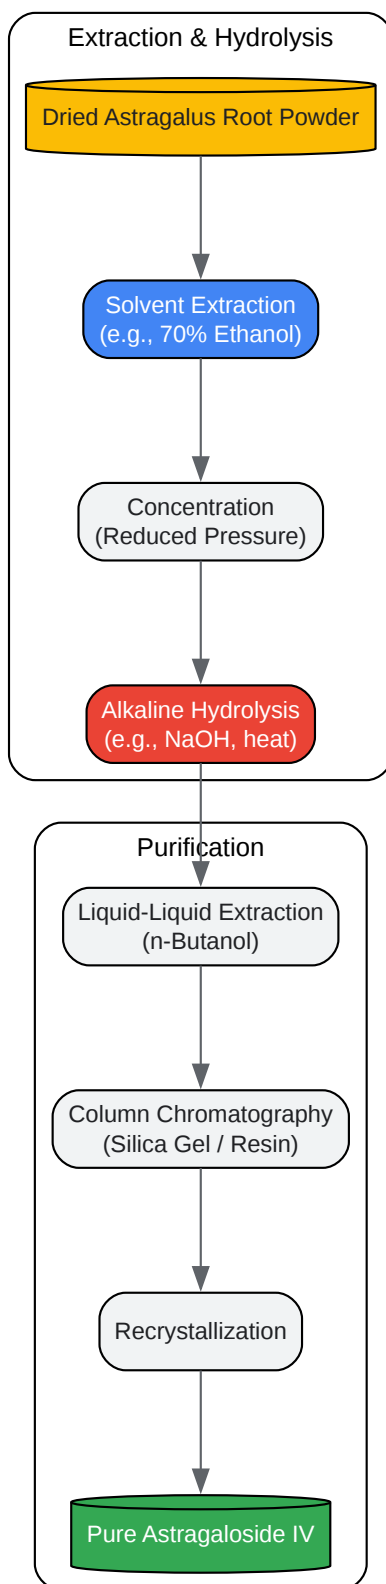 Extraction & Hydrolysis
Dried Astragalus Root Powder
Solvent Extraction
(e.g., 70% Ethanol)
Concentration
(Reduced Pressure)
Alkaline Hydrolysis
(e.g., NaOH, heat)
Purification
Liquid-Liquid Extraction
(n-Butanol)
Column Chromatography
(Silica Gel / Resin)
Recrystallization
Pure Astragaloside IV